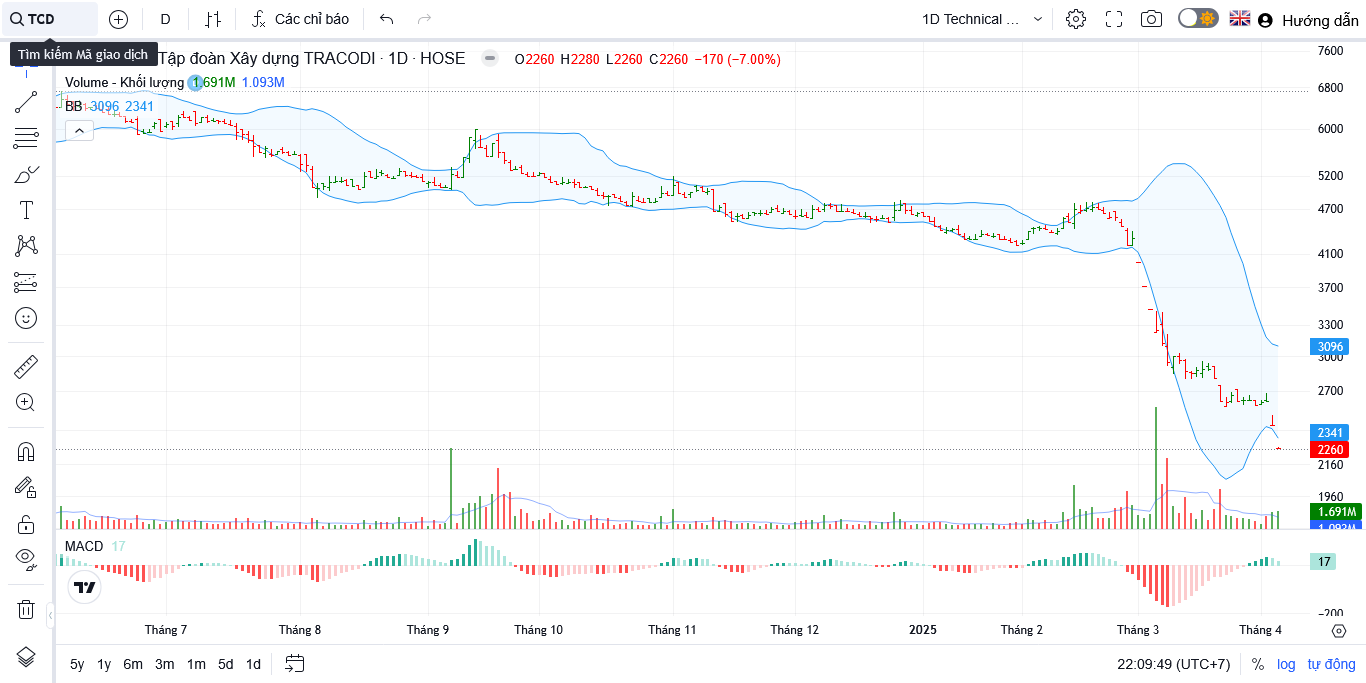 TCD D Các chỉ báo 1D Technical ... Hướng dẫn
Tìm kiếm Mã giao dịch
Tập đoàn Xây dựng TRACODI · 1D · HOSE O2260 H2280 L2260 C2260 −170 (−7.00%)
Volume - Khối lượng 1.691M 1.093M
BB 3096 2341
7600
6800
6000
5200
4700
4100
3700
3300
3096
3000
2700
2341
2260
2160
1960
1.691M
1.093M
MACD 17
17
−200
Tháng 7 Tháng 8 Tháng 9 Tháng 10 Tháng 11 Tháng 12 2025 Tháng 2 Tháng 3 Tháng 4
5y 1y 6m 3m 1m 5d 1d 22:09:49 (UTC+7) % log tự động